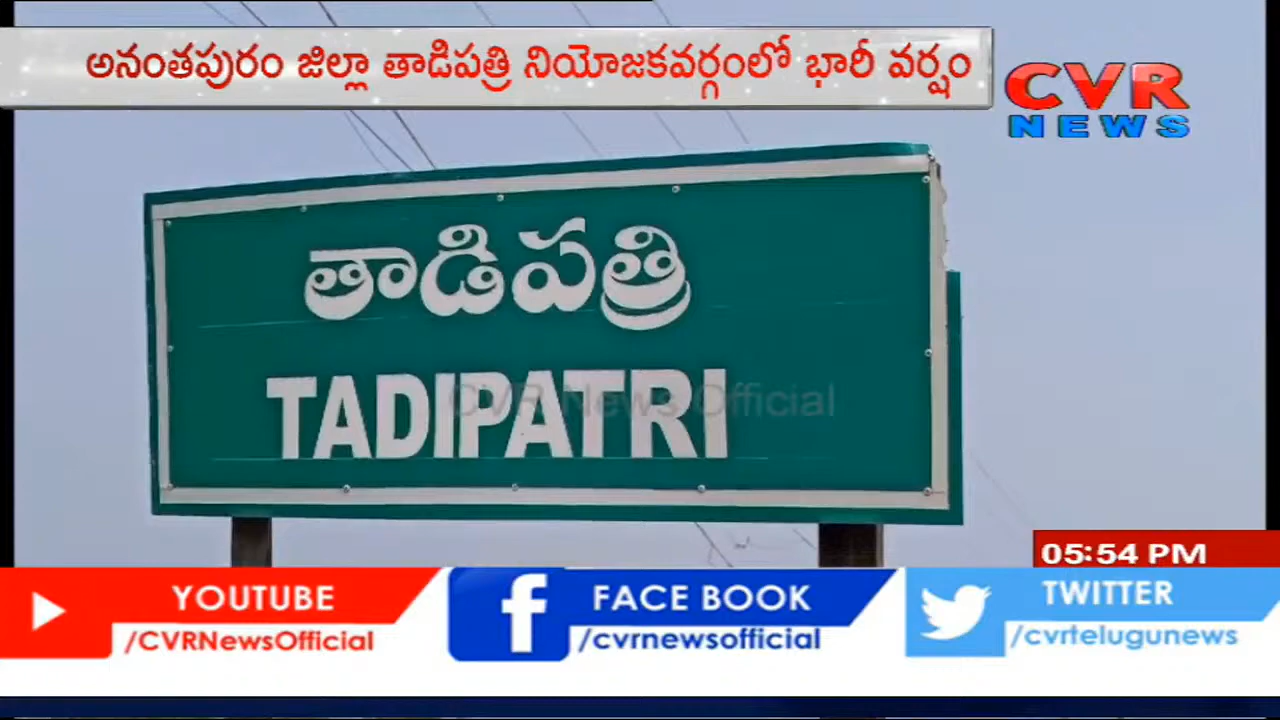 అనంతపురం జిల్లా తాడిపత్రి నియోజకవర్గంలో భారీ వర్షం
CVR
NEWS
తాడిపత్రి
TADIPATRI
CVR News Official
05:54 PM
YOUTUBE
/CVRNewsOfficial
FACE BOOK
/cvrnewsofficial
TWITTER
/cvrtelugunews